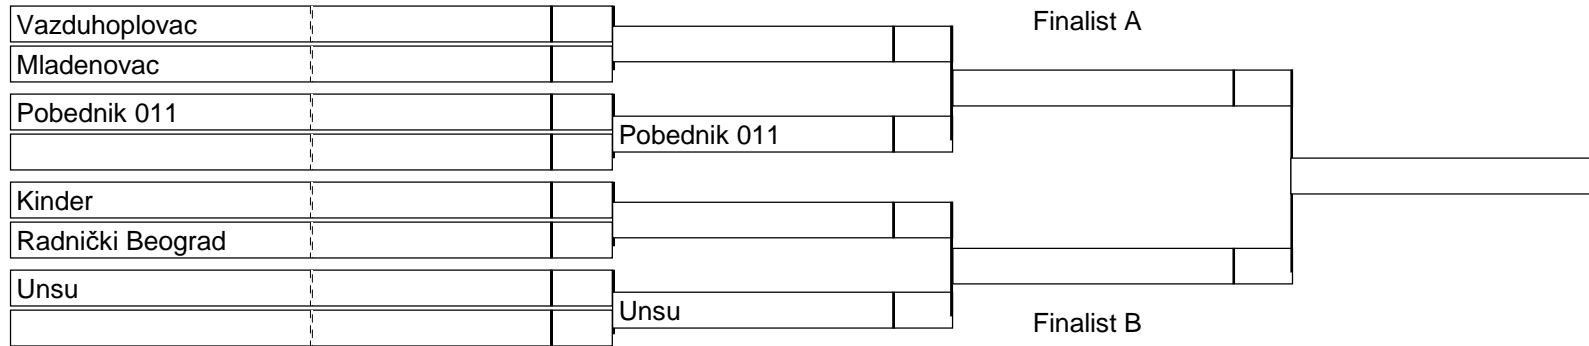 Vazduhoplovac
Finalist A
Mladenovac
Pobednik 011
Pobednik 011
Kinder
Radnički Beograd
Unsu
Unsu
Finalist B